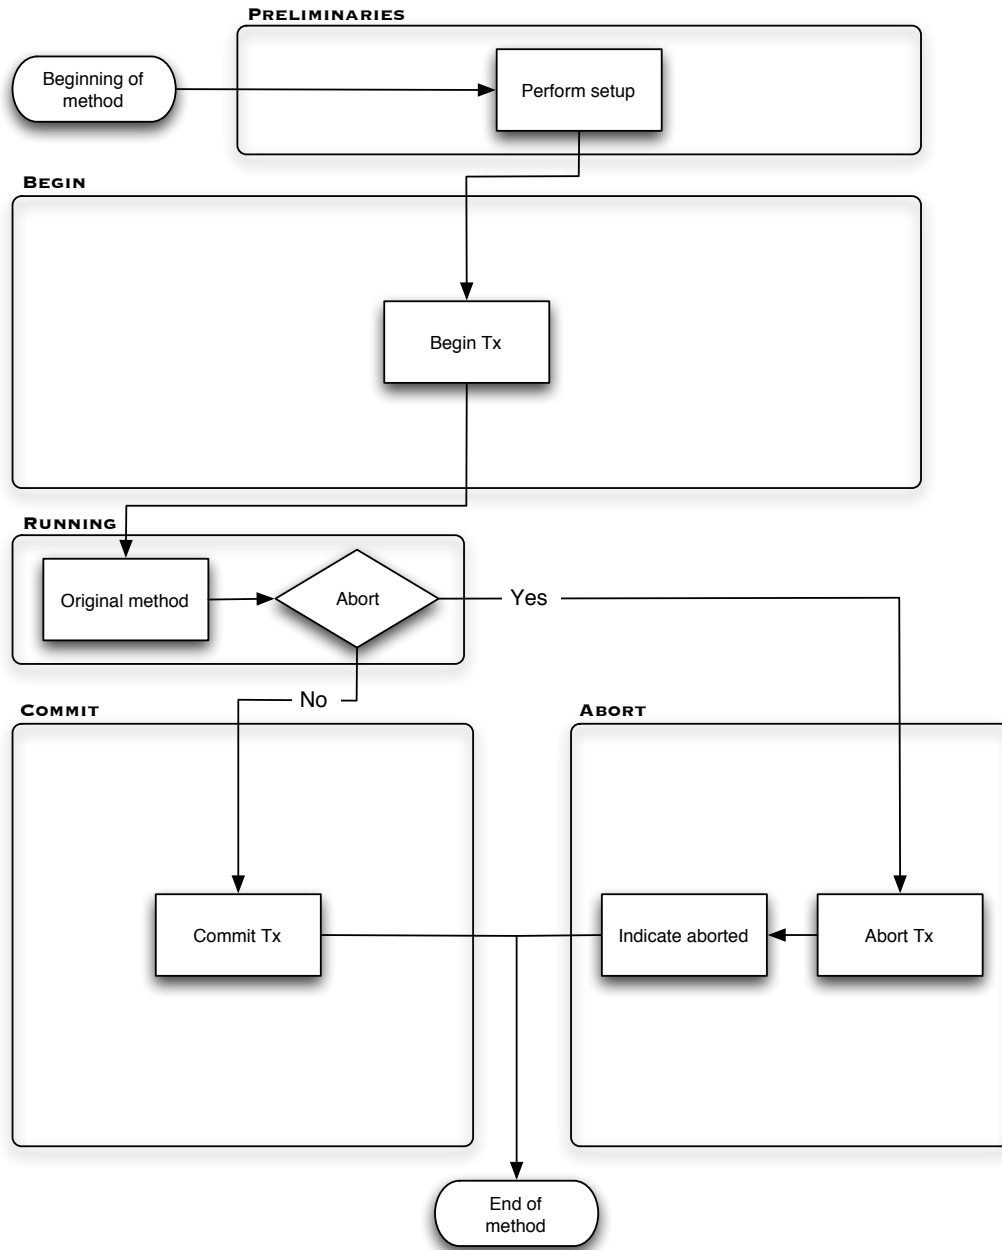 PRELIMINARIES
Beginning of
method
Perform setup
BEGIN
Begin Tx
RUNNING
Original method
Abort
Yes
No
COMMIT
ABORT
Commit Tx
Indicate aborted
Abort Tx
End of
method